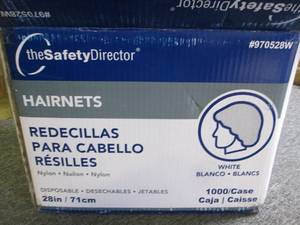 theSafetyDirector
#970528W
theSafetyDirector®
HAIRNETS
REDECILLAS
PARA CABELLO
RÉSILLES
Nylon • Nailon • Nylon
WHITE
BLANCO • BLANCS
DISPOSABLE • DESECHABLES • JETABLES
28in / 71cm
1000/Case
Caja | Caisse